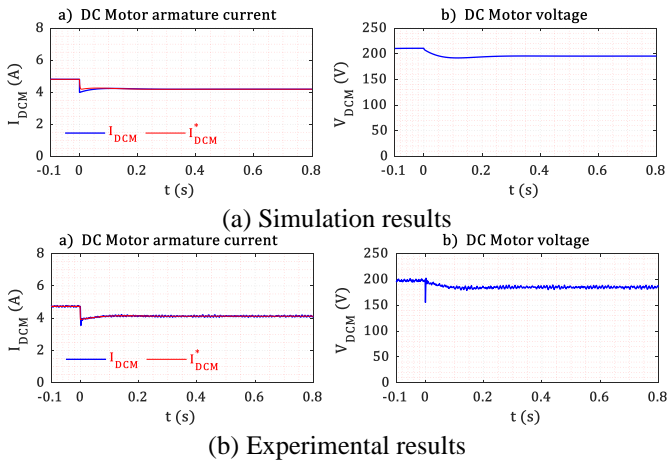 a) DC Motor armature current
8
6
4
2
0
I_DCM (A)
I_DCM I*_DCM
-0.1 0 0.2 0.4 0.6 0.8
t (s)
b) DC Motor voltage
250
200
150
100
50
0
V_DCM (V)
-0.1 0 0.2 0.4 0.6 0.8
t (s)
(a) Simulation results
a) DC Motor armature current
8
6
4
2
0
I_DCM (A)
I_DCM I*_DCM
-0.1 0 0.2 0.4 0.6 0.8
t (s)
b) DC Motor voltage
250
200
150
100
50
0
V_DCM (V)
-0.1 0 0.2 0.4 0.6 0.8
t (s)
(b) Experimental results